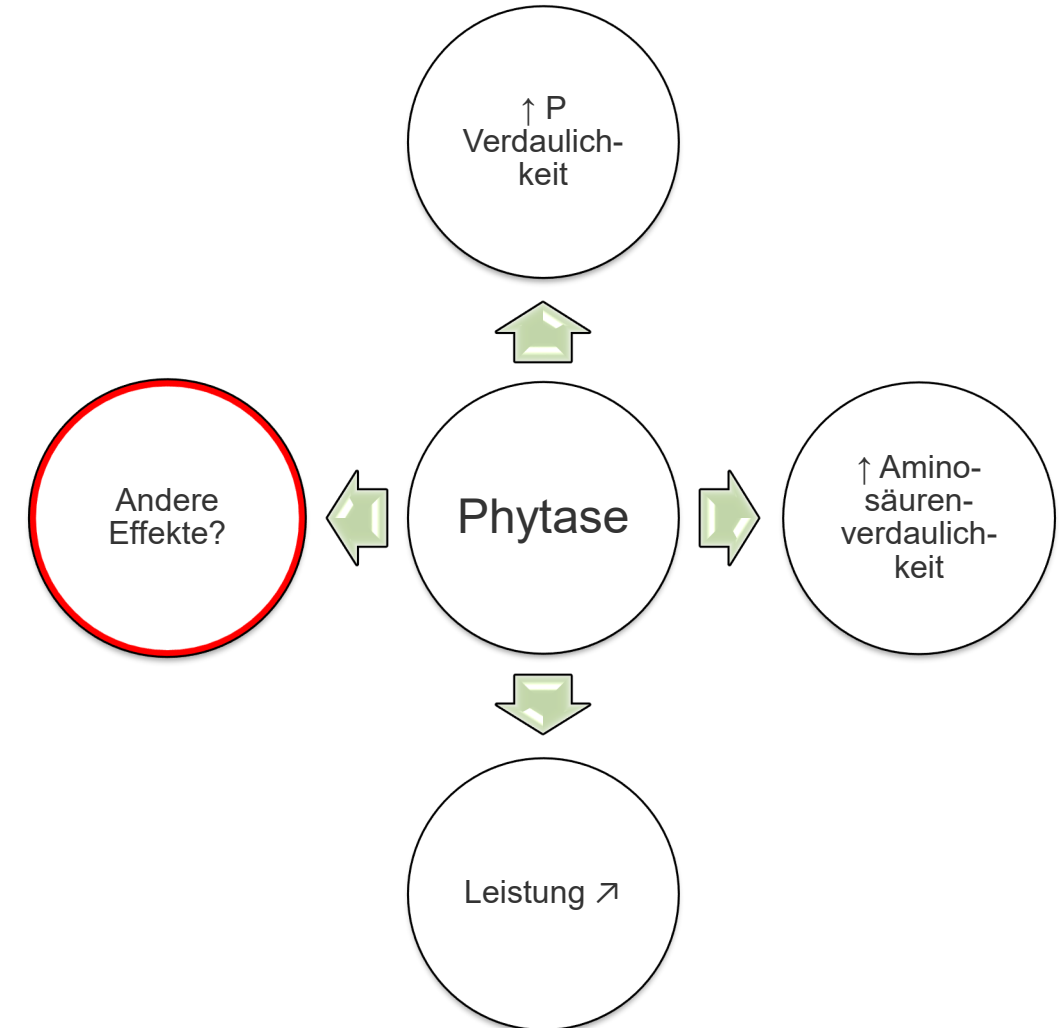 ↑ P
Verdaulich-
keit
Andere
Effekte?
Phytase
↑ Amino-
säuren-
verdaulich-
keit
Leistung ↗